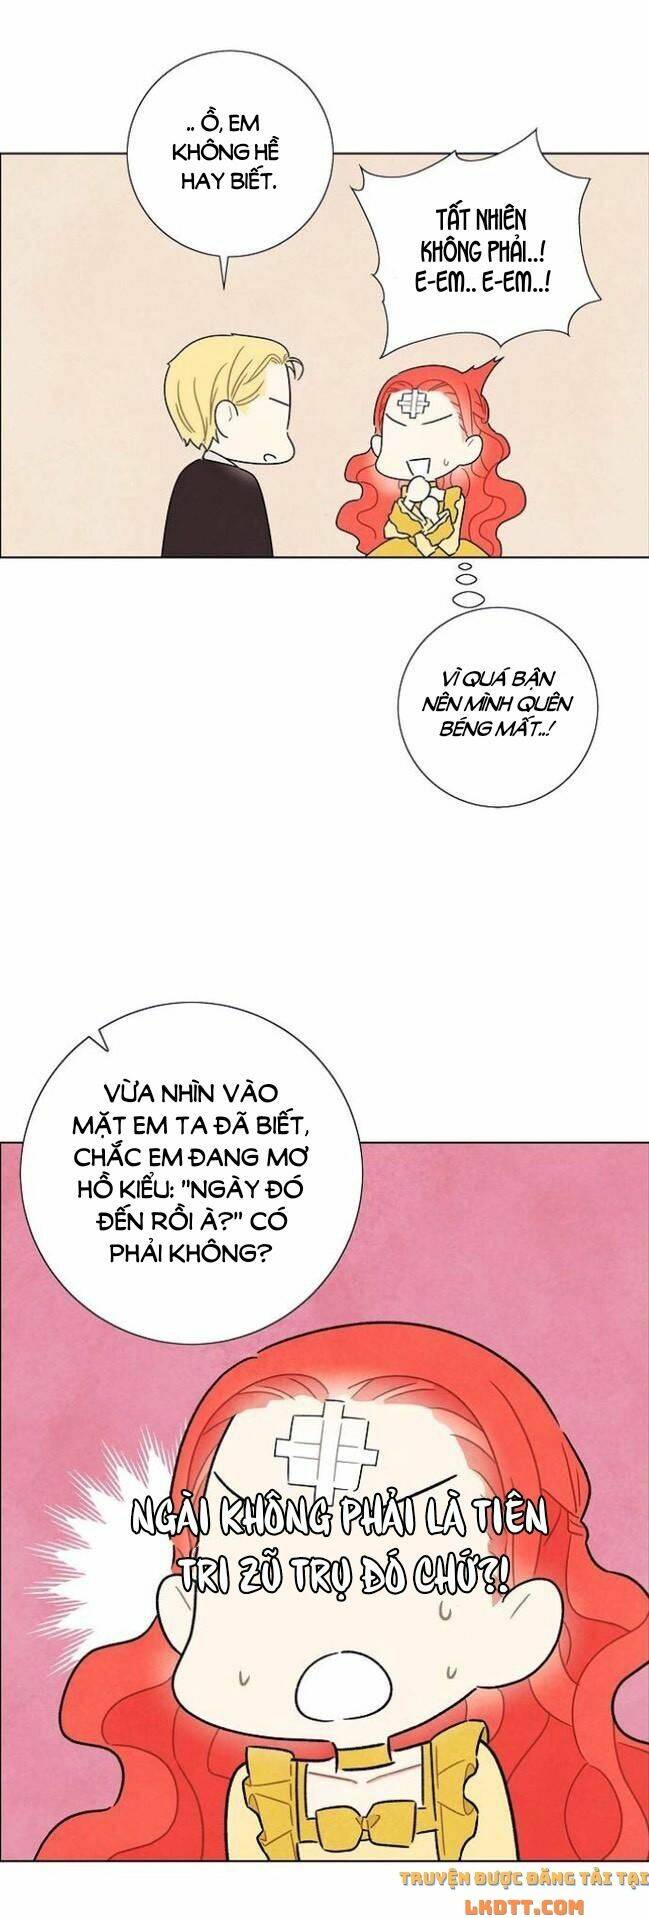 .. Ồ, EM
KHÔNG HỀ
HAY BIẾT.
TẤT NHIÊN
KHÔNG PHẢI..!
E-EM.. E-EM..!
VÌ QUÁ BẬN
NÊN MÌNH QUÊN
BÉNG MẤT..!
VỪA NHÌN VÀO
MẶT EM TA ĐÃ BIẾT,
CHẮC EM ĐANG MƠ
HỒ KIỂU: "NGÀY ĐÓ
ĐẾN RỒI À?" CÓ
PHẢI KHÔNG?
NGÀI KHÔNG PHẢI LÀ TIÊN
TRI ZŨ TRỤ ĐÓ CHỨ?!
TRUYỆN ĐƯỢC ĐĂNG TẢI TẠI
LKDTT.COM